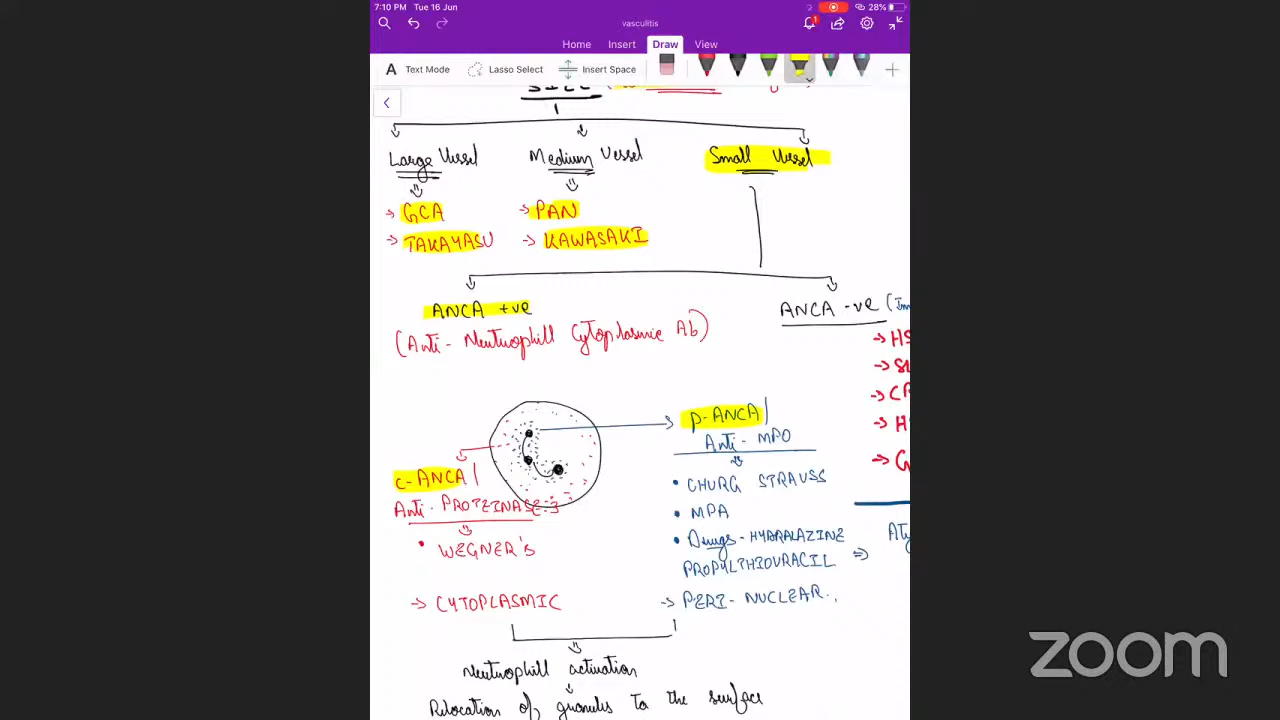 7:10 PM Tue 16 Jun
28%
vasculitis
1
Home Insert Draw View
A Text Mode Lasso Select Insert Space
Large Vessel Medium Vessel Small Vessel
→ GCA
→ TAKAYASU
→ PAN
→ KAWASAKI
ANCA +ve
(Anti - Neutrophill Cytoplasmic Ab)
ANCA -ve
c-ANCA |
Anti - PROTEINASE-3
• WEGNER'S
→ CYTOPLASMIC
p-ANCA |
Anti - MPO
• CHURG STRAUSS
• MPA
• Drugs - HYDRALAZINE
PROPYLTHIOURACIL ⇒
→ PERI - NUCLEAR.
Neutrophill activation
Relocation of granules to the surface
zoom